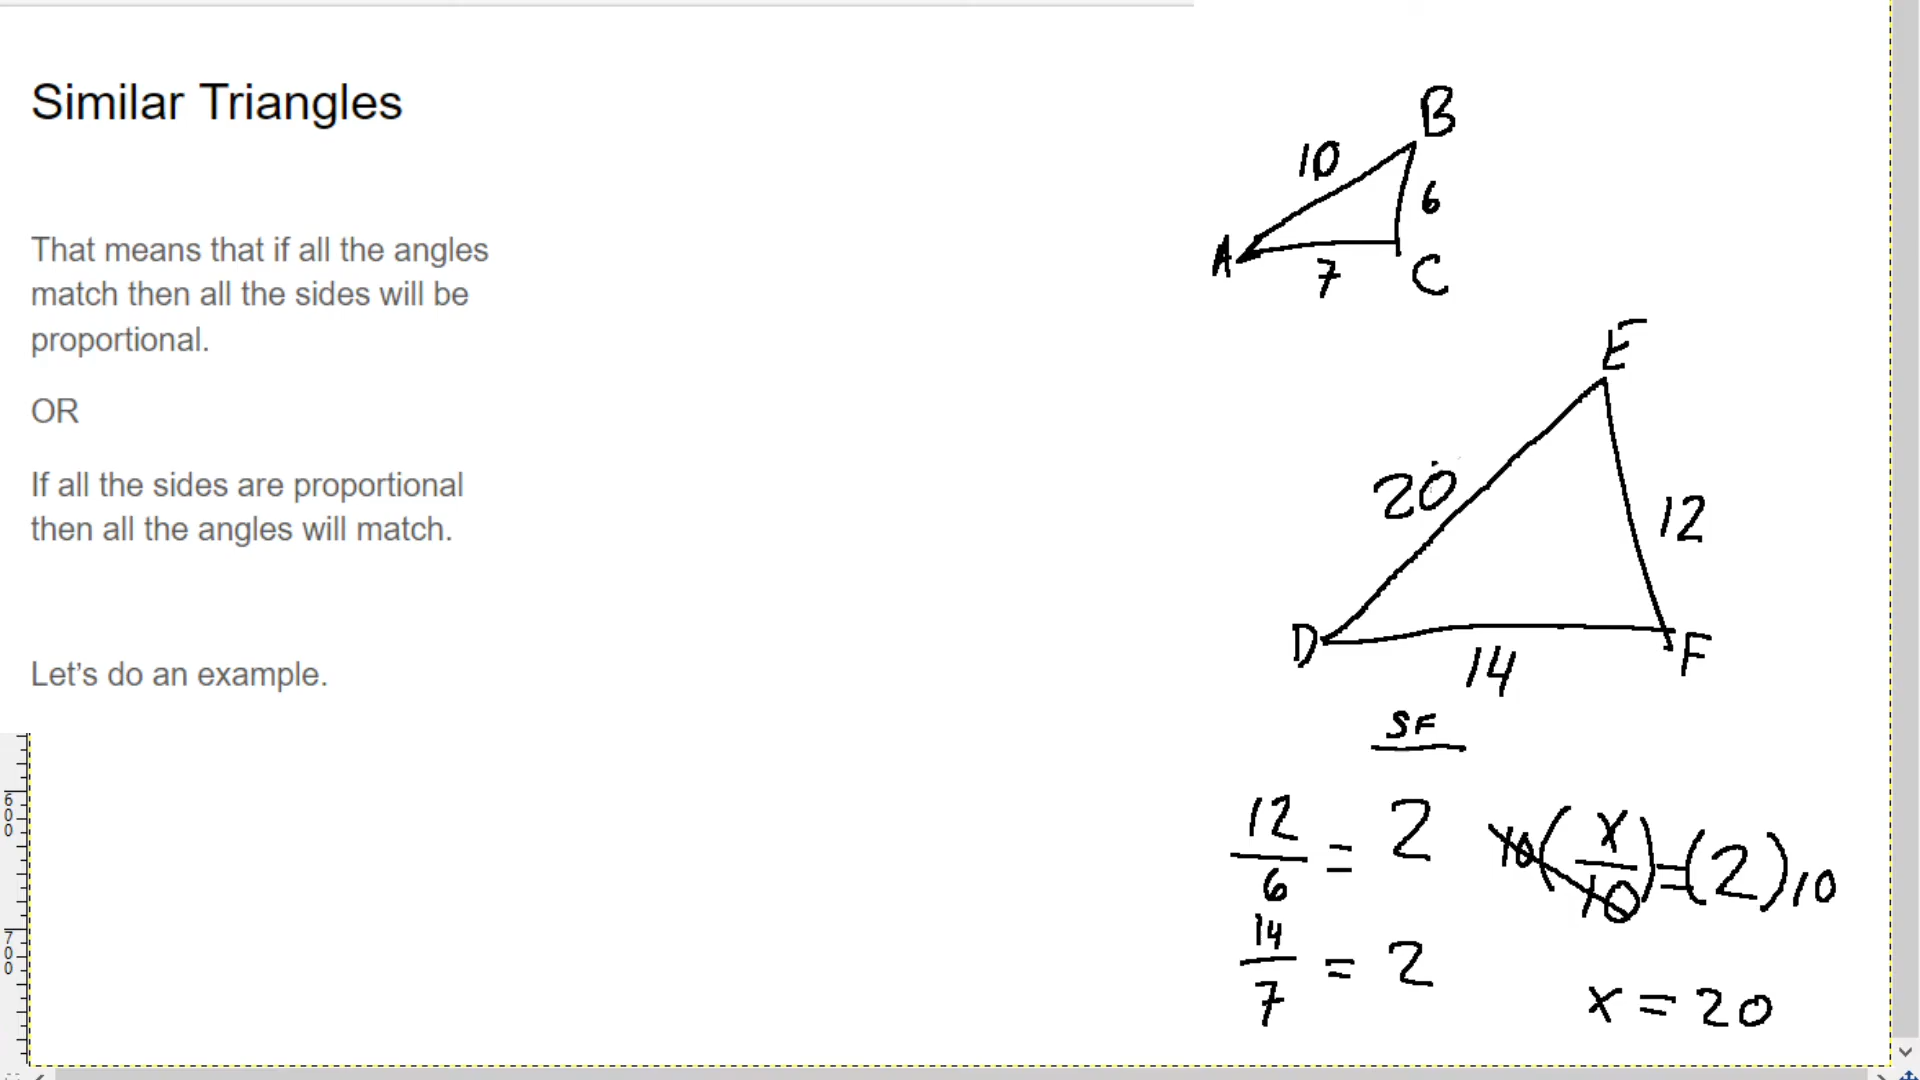 Similar Triangles
That means that if all the angles
match then all the sides will be
proportional.
OR
If all the sides are proportional
then all the angles will match.
Let's do an example.
B
10
6
A
7
C
E
20
12
D
14
F
SF
12/6 = 2
10(x/10)=(2)10
14/7 = 2
x = 20
600
700